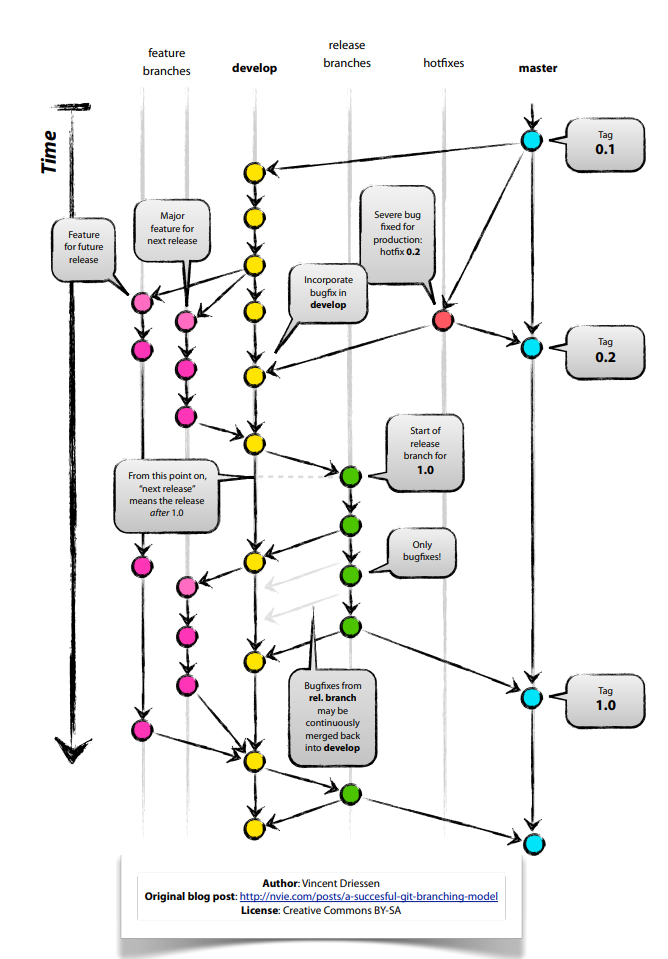 feature
branches
develop
release
branches
hotfixes
master
Time
Tag
0.1
Feature
for future
release
Major
feature for
next release
Severe bug
fixed for
production:
hotfix 0.2
Incorporate
bugfix in
develop
Tag
0.2
Start of
release
branch for
1.0
From this point on,
“next release”
means the release
after 1.0
Only
bugfixes!
Bugfixes from
rel. branch
may be
continuously
merged back
into develop
Tag
1.0
Author: Vincent Driessen
Original blog post: http://nvie.com/posts/a-succesful-git-branching-model
License: Creative Commons BY-SA